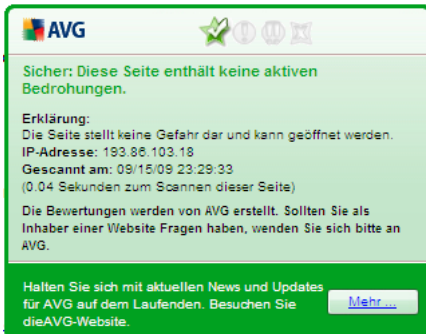 AVG
Sicher: Diese Seite enthält keine aktiven
Bedrohungen.
Erklärung:
Die Seite stellt keine Gefahr dar und kann geöffnet werden.
IP-Adresse: 193.86.103.18
Gescannt am: 09/15/09 23:29:33
(0.04 Sekunden zum Scannen dieser Seite)
Die Bewertungen werden von AVG erstellt. Sollten Sie als
Inhaber einer Website Fragen haben, wenden Sie sich bitte an
AVG.
Halten Sie sich mit aktuellen News und Updates
für AVG auf dem Laufenden. Besuchen Sie
dieAVG-Website.
Mehr ...